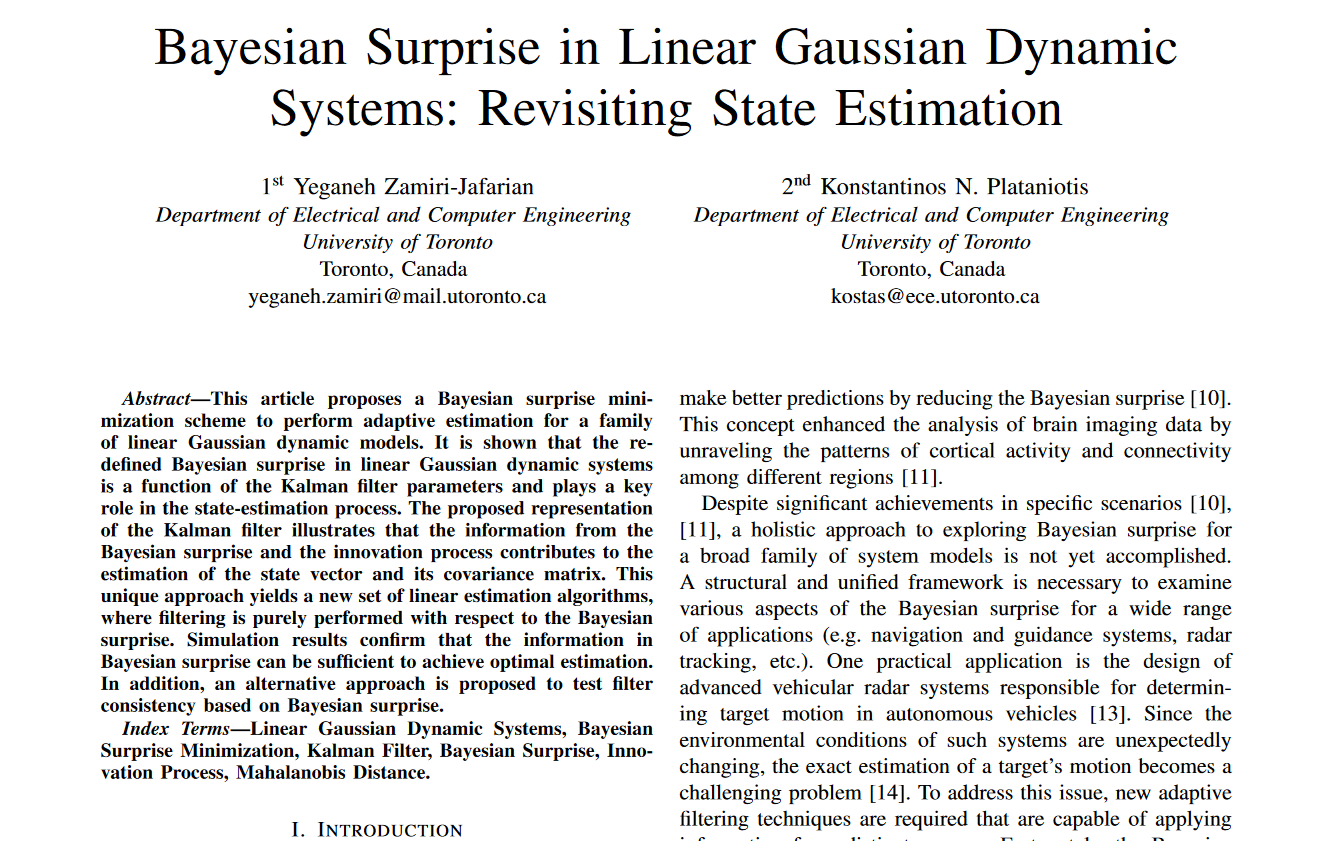 Bayesian Surprise in Linear Gaussian Dynamic
Systems: Revisiting State Estimation
1st Yeganeh Zamiri-Jafarian
Department of Electrical and Computer Engineering
University of Toronto
Toronto, Canada
yeganeh.zamiri@mail.utoronto.ca
2nd Konstantinos N. Plataniotis
Department of Electrical and Computer Engineering
University of Toronto
Toronto, Canada
kostas@ece.utoronto.ca
Abstract—This article proposes a Bayesian surprise mini-
mization scheme to perform adaptive estimation for a family
of linear Gaussian dynamic models. It is shown that the re-
defined Bayesian surprise in linear Gaussian dynamic systems
is a function of the Kalman filter parameters and plays a key
role in the state-estimation process. The proposed representation
of the Kalman filter illustrates that the information from the
Bayesian surprise and the innovation process contributes to the
estimation of the state vector and its covariance matrix. This
unique approach yields a new set of linear estimation algorithms,
where filtering is purely performed with respect to the Bayesian
surprise. Simulation results confirm that the information in
Bayesian surprise can be sufficient to achieve optimal estimation.
In addition, an alternative approach is proposed to test filter
consistency based on Bayesian surprise.
Index Terms—Linear Gaussian Dynamic Systems, Bayesian
Surprise Minimization, Kalman Filter, Bayesian Surprise, Inno-
vation Process, Mahalanobis Distance.
I. INTRODUCTION
make better predictions by reducing the Bayesian surprise [10].
This concept enhanced the analysis of brain imaging data by
unraveling the patterns of cortical activity and connectivity
among different regions [11].
Despite significant achievements in specific scenarios [10],
[11], a holistic approach to exploring Bayesian surprise for
a broad family of system models is not yet accomplished.
A structural and unified framework is necessary to examine
various aspects of the Bayesian surprise for a wide range
of applications (e.g. navigation and guidance systems, radar
tracking, etc.). One practical application is the design of
advanced vehicular radar systems responsible for determin-
ing target motion in autonomous vehicles [13]. Since the
environmental conditions of such systems are unexpectedly
changing, the exact estimation of a target's motion becomes a
challenging problem [14]. To address this issue, new adaptive
filtering techniques are required that are capable of applying